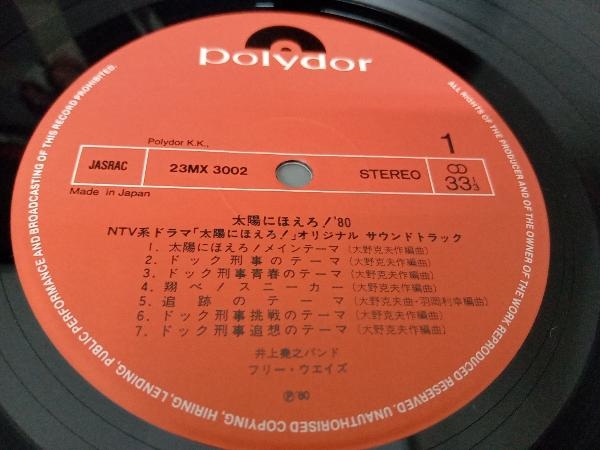 polydor
Polydor K.K.,
1
JASRAC
23MX 3002
STEREO
33⅓
Made in Japan
太陽にほえろ!'80
NTV系ドラマ「太陽にほえろ!」オリジナル サウンドトラック
1. 太陽にほえろ!メインテーマ (大野克夫作編曲)
2. ドック刑事のテーマ (大野克夫作編曲)
3. ドック刑事青春のテーマ (大野克夫作編曲)
4. 翔べ!スニーカー (大野克夫作編曲)
5. 追跡のテーマ (大野克夫曲・羽岡利幸編曲)
6. ドック刑事挑戦のテーマ (大野克夫作編曲)
7. ドック刑事追想のテーマ (大野克夫作編曲)
井上堯之バンド
フリー・ウエイズ
Ⓟ'80
ALL RIGHTS OF THE PRODUCER AND OF THE OWNER OF THE WORK REPRODUCED RESERVED. UNAUTHORISED COPYING, HIRING, LENDING, PUBLIC PERFORMANCE AND BROADCASTING OF THIS RECORD PROHIBITED.